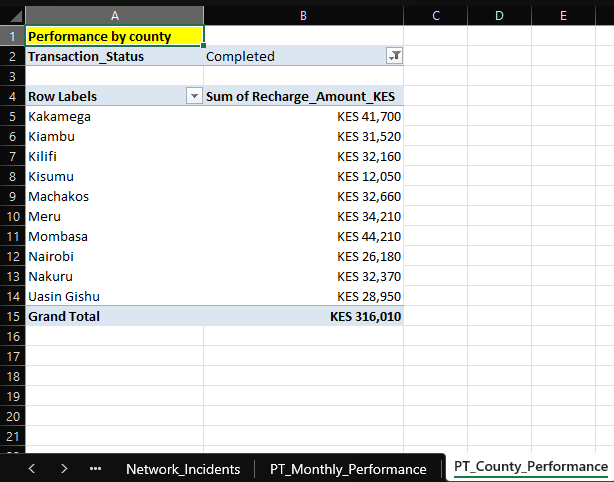 A B C D E
1 Performance by county
2 Transaction_Status Completed
3
4 Row Labels Sum of Recharge_Amount_KES
5 Kakamega KES 41,700
6 Kiambu KES 31,520
7 Kilifi KES 32,160
8 Kisumu KES 12,050
9 Machakos KES 32,660
10 Meru KES 34,210
11 Mombasa KES 44,210
12 Nairobi KES 26,180
13 Nakuru KES 32,370
14 Uasin Gishu KES 28,950
15 Grand Total KES 316,010
16
17
18
19
20
21
Network_Incidents PT_Monthly_Performance PT_County_Performance